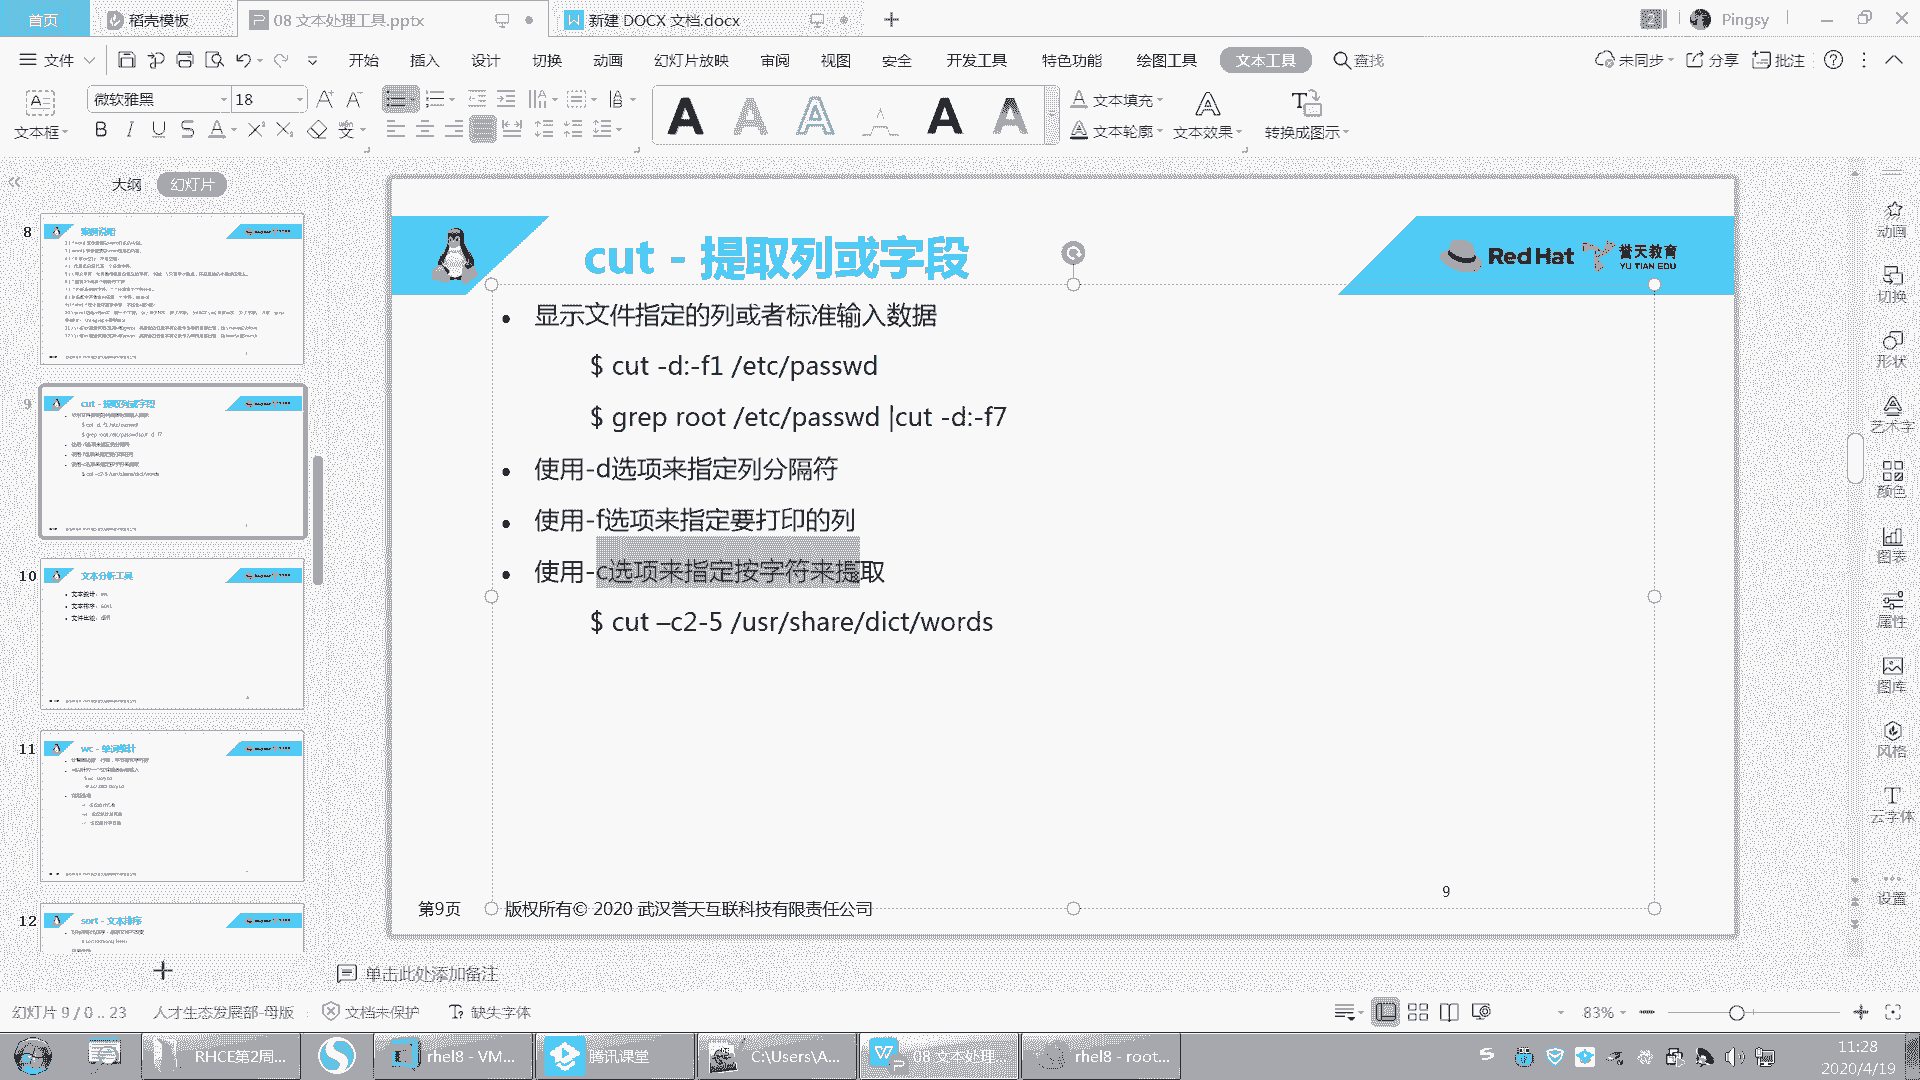 首页
稻壳模板
08 文本处理工具.pptx
新建 DOCX 文档.docx
Pingsy
文件
开始
插入
设计
切换
动画
幻灯片放映
审阅
视图
安全
开发工具
特色功能
绘图工具
文本工具
查找
未同步
分享
批注
文本框
微软雅黑
18
文本填充
文本轮廓
文本效果
转换成图示
大纲
幻灯片
8
案例说明
9
cut - 提取列或字段
10
文本分析工具
11
wc - 单词统计
12
sort - 文本排序
cut - 提取列或字段
Red Hat
誉天教育
YU TIAN EDU
• 显示文件指定的列或者标准输入数据
$ cut -d:-f1 /etc/passwd
$ grep root /etc/passwd |cut -d:-f7
• 使用-d选项来指定列分隔符
• 使用-f选项来指定要打印的列
• 使用-c选项来指定按字符来提取
$ cut –c2-5 /usr/share/dict/words
9
第9页
版权所有© 2020 武汉誉天互联科技有限责任公司
动画
切换
形状
艺术字
颜色
图表
属性
图库
风格
云字体
设置
单击此处添加备注
幻灯片 9 / 0 .. 23
人才生态发展部-母版
文档未保护
缺失字体
83%
RHCE第2周...
rhel8 - VM...
腾讯课堂
C:\Users\A...
08 文本处理...
rhel8 - root...
11:28
2020/4/19